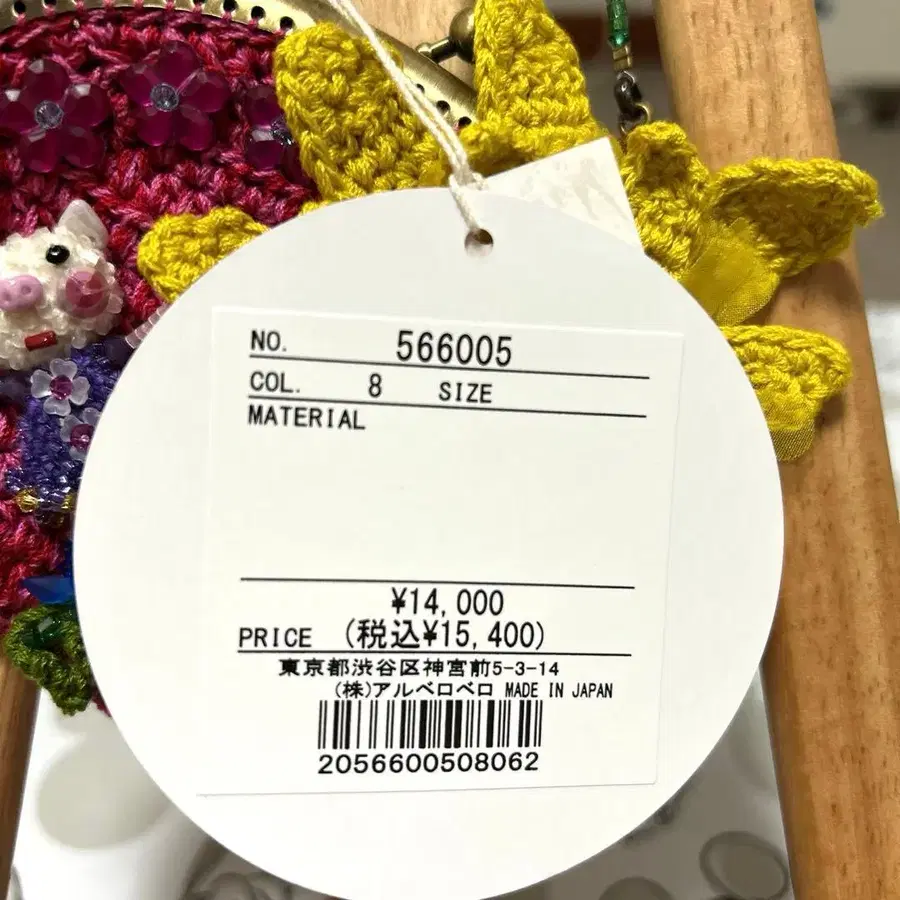 NO. 566005
COL. 8 SIZE
MATERIAL
¥14,000
PRICE (税込¥15,400)
東京都渋谷区神宮前5-3-14
(株)アルベロベロ MADE IN JAPAN
2056600508062